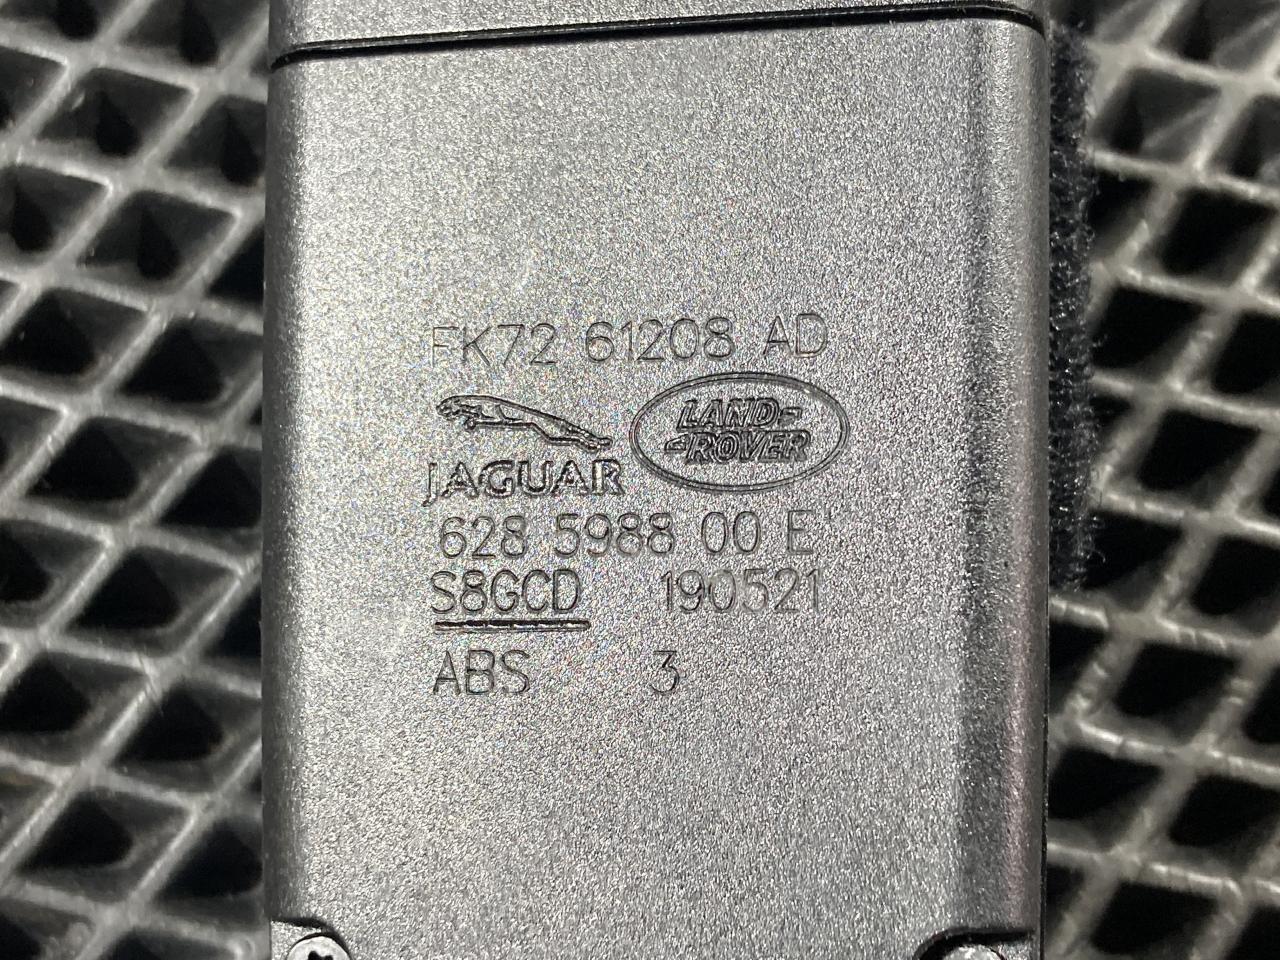 FK72 61208 AD
JAGUAR
LAND-
-ROVER
628 5988 00 E
S8GCD 190521
ABS 3